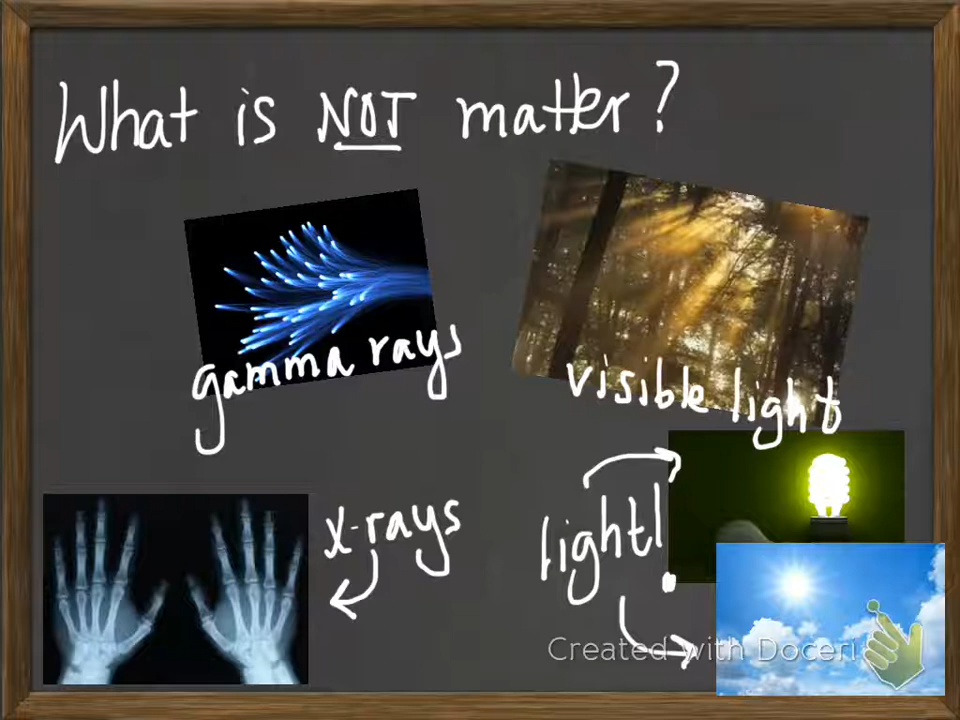 What is NOT matter?
gamma rays
visible light
x-rays
light!
Created with Doceri